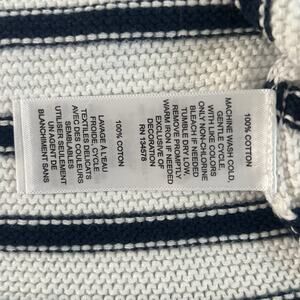 100% COTTON
MACHINE WASH COLD,
GENTLE CYCLE,
WITH LIKE COLORS
ONLY NON-CHLORINE
BLEACH IF NEEDED
TUMBLE DRY LOW,
REMOVE PROMPTLY
WARM IRON IF NEEDED
EXCLUSIVE OF
DECORATION
RN 134678
100% COTON
LAVAGE À L'EAU
FROIDE, CYCLE
TEXTILES DÉLICATS
AVEC DES COULEURS
SEMBLABLES
UTILISER SEULEMENT
UN AGENT DE
BLANCHIMENT SANS